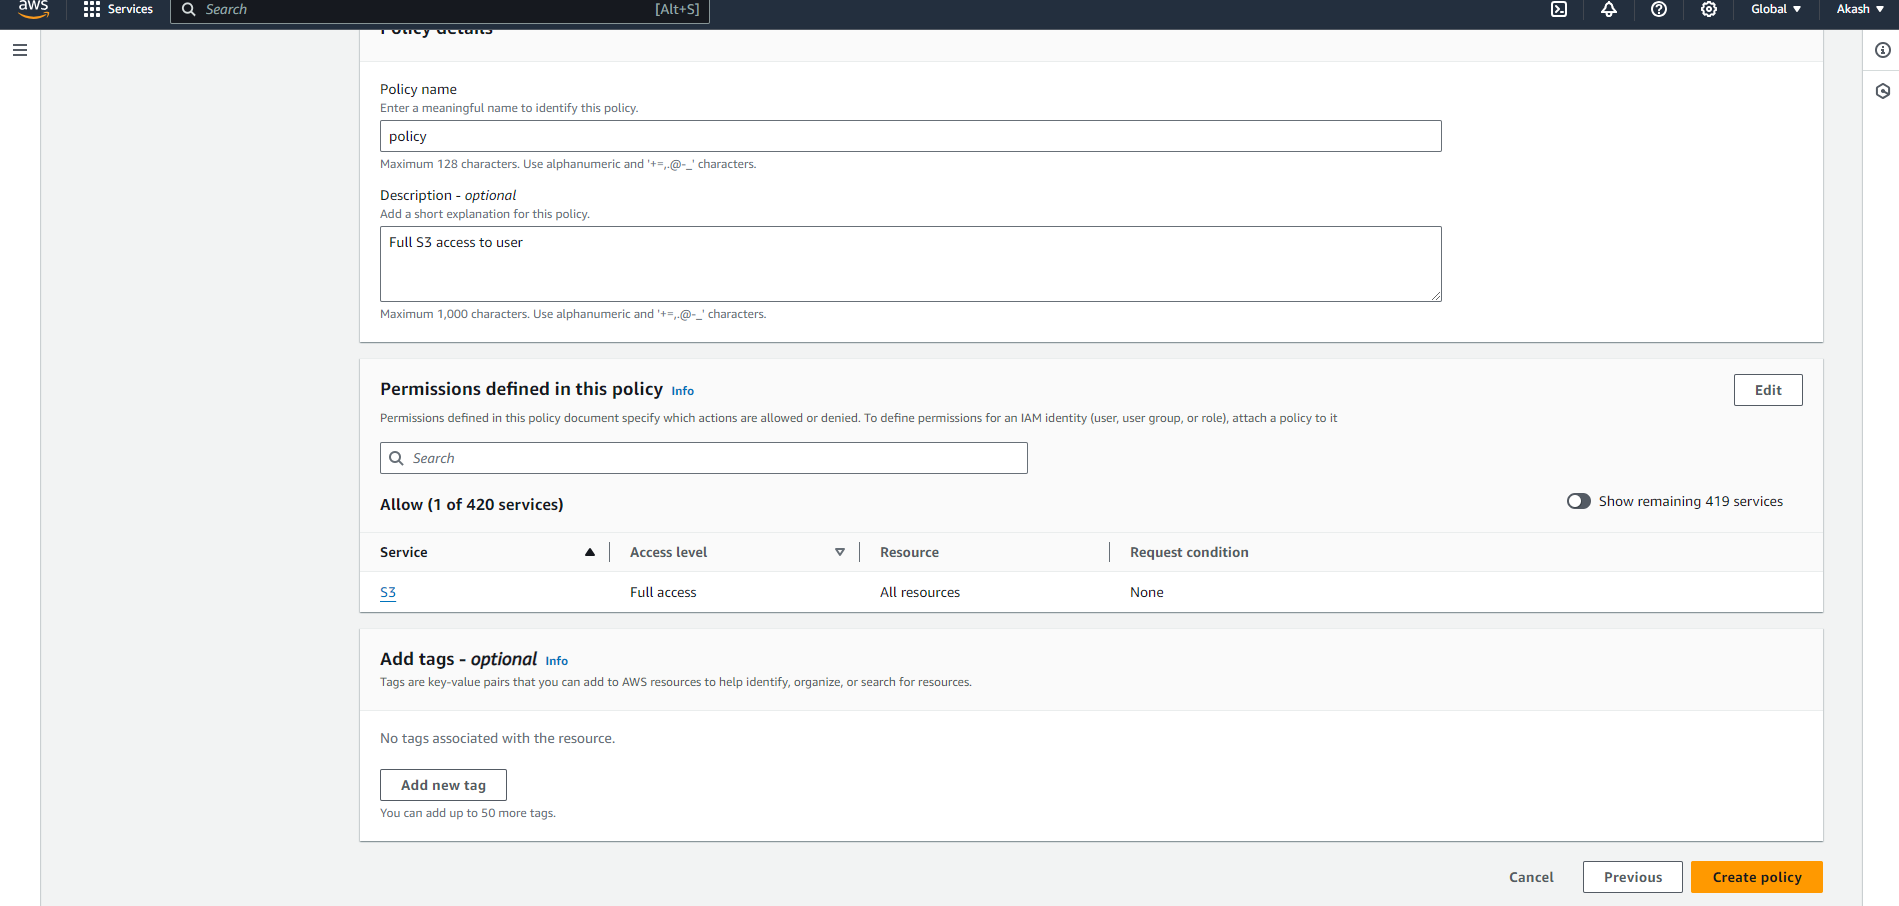 aws
Services
Search
[Alt+S]
Global
Akash
Policy details
Policy name
Enter a meaningful name to identify this policy.
policy
Maximum 128 characters. Use alphanumeric and '+=,.@-_' characters.
Description - optional
Add a short explanation for this policy.
Full S3 access to user
Maximum 1,000 characters. Use alphanumeric and '+=,.@-_' characters.
Permissions defined in this policy Info
Edit
Permissions defined in this policy document specify which actions are allowed or denied. To define permissions for an IAM identity (user, user group, or role), attach a policy to it
Search
Allow (1 of 420 services)
Show remaining 419 services
Service
Access level
Resource
Request condition
S3
Full access
All resources
None
Add tags - optional Info
Tags are key-value pairs that you can add to AWS resources to help identify, organize, or search for resources.
No tags associated with the resource.
Add new tag
You can add up to 50 more tags.
Cancel
Previous
Create policy